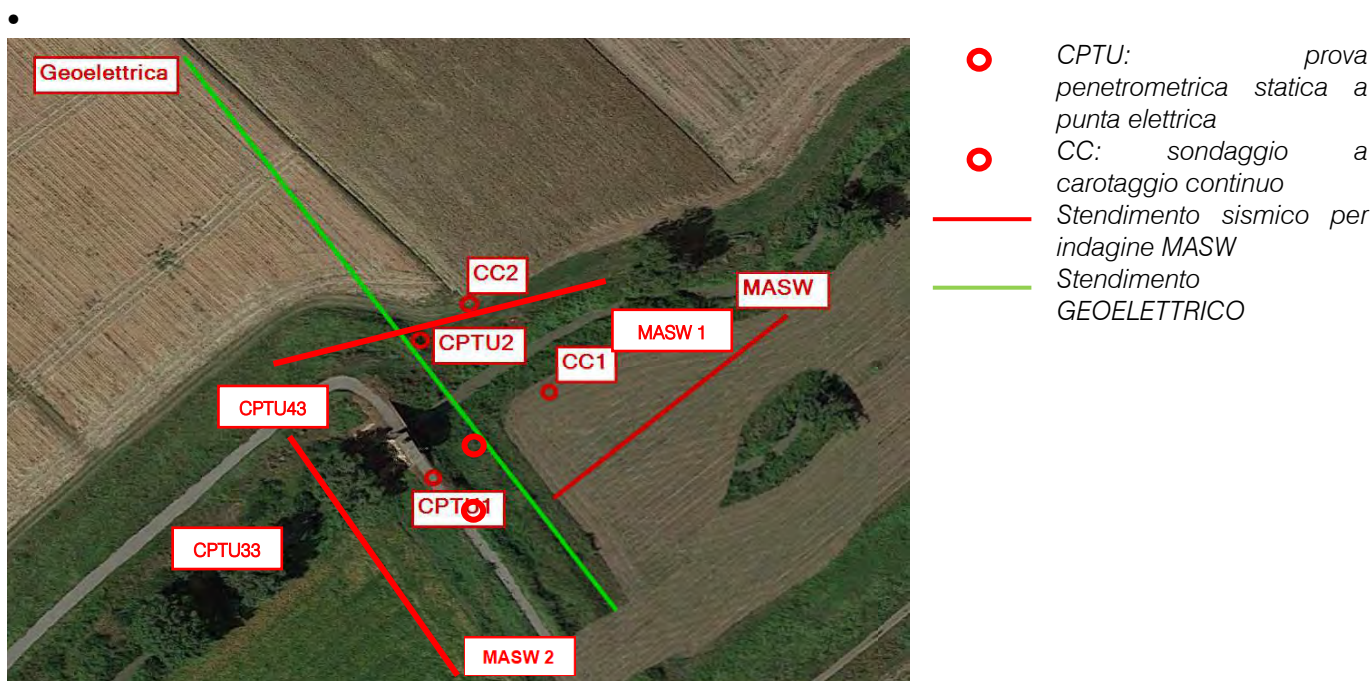 Geoelettrica
CC2
MASW
MASW 1
CPTU2
CC1
CPTU43
CPTU1
CPTU33
MASW 2
CPTU: prova
penetrometrica statica a
punta elettrica
CC: sondaggio a
carotaggio continuo
Stendimento sismico per
indagine MASW
Stendimento
GEOELETTRICO